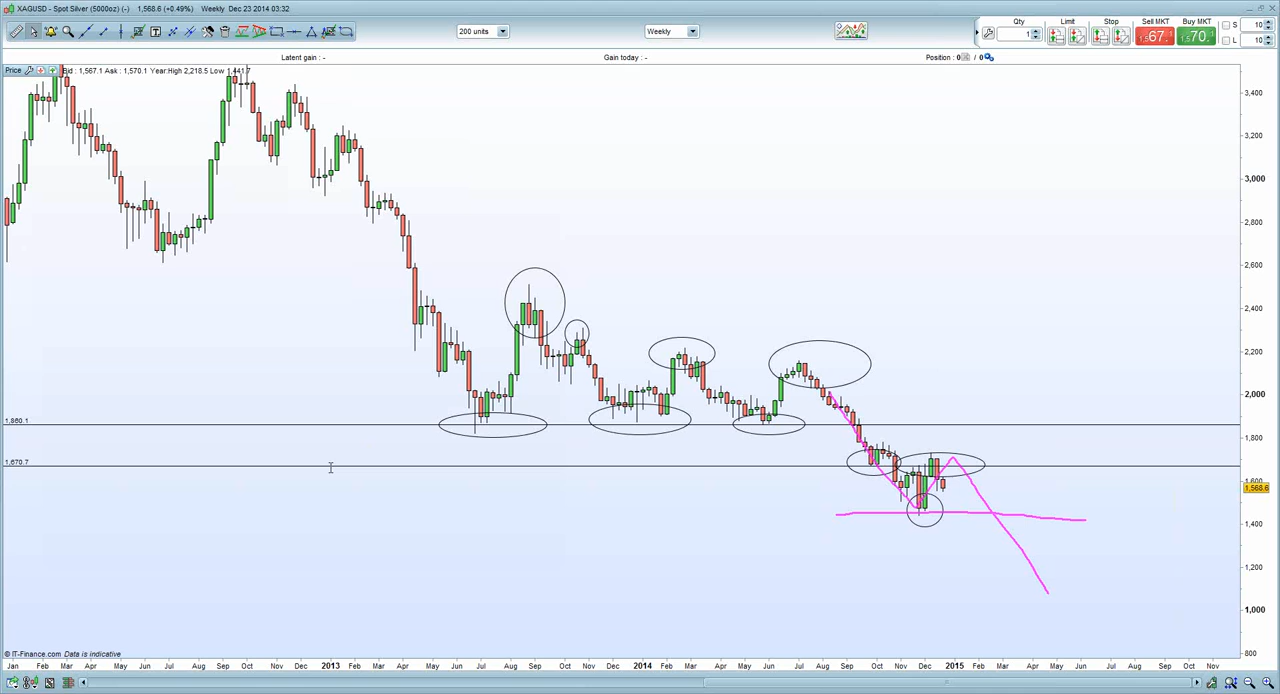 XAGUSD - Spot Silver (5000oz) (-) 1,568.6 (+0.49%) Weekly Dec 23 2014 03:32
200 units Weekly Qty 1 Limit Stop Sell MKT 67 Buy MKT 70 S 10
L 10
Latent gain : - Gain today : - Position : 0 / 0
Price Bid : 1,567.1 Ask : 1,570.1 Year:High 2,218.5 Low 1,441.7
3,400
3,200
3,000
2,800
2,600
2,400
2,200
2,000
1,860.1
1,800
1,670.7
1,600
1,568.6
1,400
1,200
1,000
800
© IT-Finance.com Data is indicative
Jan Feb Mar Apr May Jun Jul Aug Sep Oct Nov Dec 2013 Feb Mar Apr May Jun Jul Aug Sep Oct Nov Dec 2014 Feb Mar Apr May Jun Jul Aug Sep Oct Nov Dec 2015 Feb Mar Apr May Jun Jul Aug Sep Oct Nov